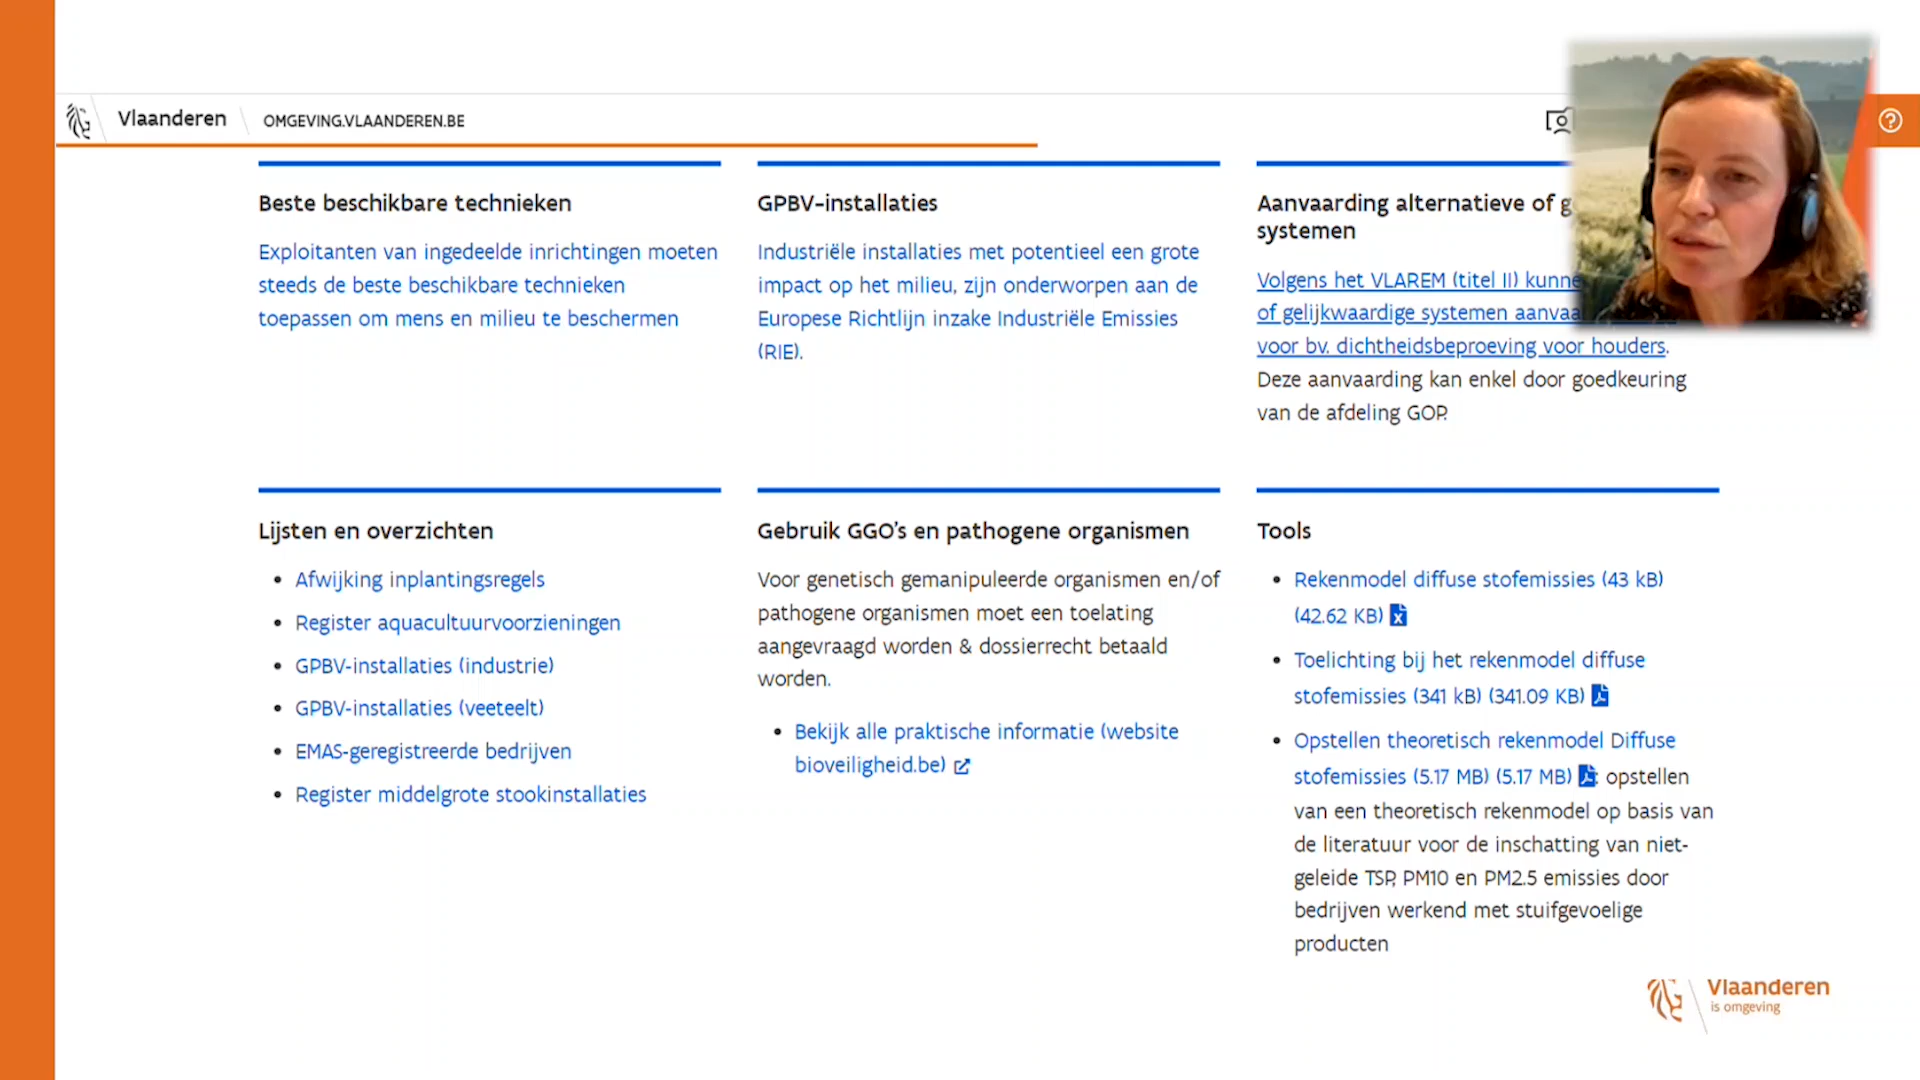 Vlaanderen
OMGEVING.VLAANDEREN.BE
Beste beschikbare technieken
Exploitanten van ingedeelde inrichtingen moeten
steeds de beste beschikbare technieken
toepassen om mens en milieu te beschermen
GPBV-installaties
Industriële installaties met potentieel een grote
impact op het milieu, zijn onderworpen aan de
Europese Richtlijn inzake Industriële Emissies
(RIE).
Aanvaarding alternatieve of
systemen
Volgens het VLAREM (titel II)
of gelijkwaardige systemen
voor bv. dichtheidsbeproeving voor houders.
Deze aanvaarding kan enkel door goedkeuring
van de afdeling GOP.
Lijsten en overzichten
• Afwijking inplantingsregels
• Register aquacultuurvoorzieningen
• GPBV-installaties (industrie)
• GPBV-installaties (veeteelt)
• EMAS-geregistreerde bedrijven
• Register middelgrote stookinstallaties
Gebruik GGO's en pathogene organismen
Voor genetisch gemanipuleerde organismen en/of
pathogene organismen moet een toelating
aangevraagd worden & dossierrecht betaald
worden.
• Bekijk alle praktische informatie (website
bioveiligheid.be)
Tools
• Rekenmodel diffuse stofemissies (43 kB)
(42.62 KB)
• Toelichting bij het rekenmodel diffuse
stofemissies (341 kB) (341.09 KB)
• Opstellen theoretisch rekenmodel Diffuse
stofemissies (5.17 MB) (5.17 MB) : opstellen
van een theoretisch rekenmodel op basis van
de literatuur voor de inschatting van niet-
geleide TSP, PM10 en PM2.5 emissies door
bedrijven werkend met stuifgevoelige
producten
Vlaanderen
is omgeving